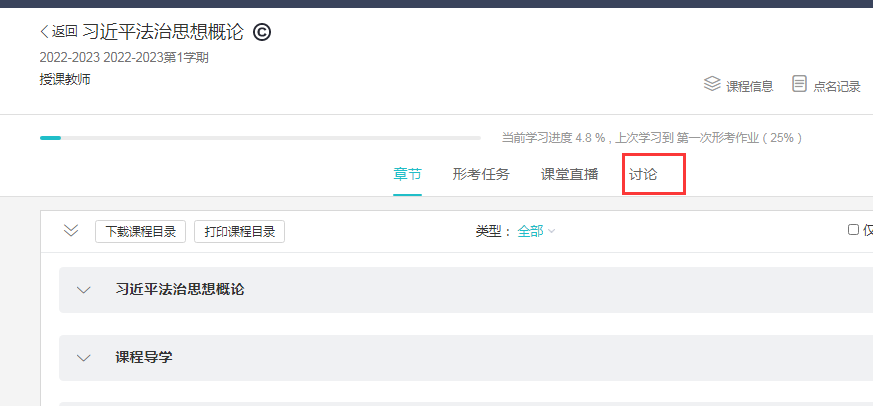 返回 习近平法治思想概论 ©
2022-2023 2022-2023第1学期
授课教师
课程信息 点名记录
当前学习进度 4.8 % , 上次学习到 第一次形考作业 ( 25% )
章节 形考任务 课堂直播 讨论
下载课程目录 打印课程目录 类型： 全部 仅
习近平法治思想概论
课程导学